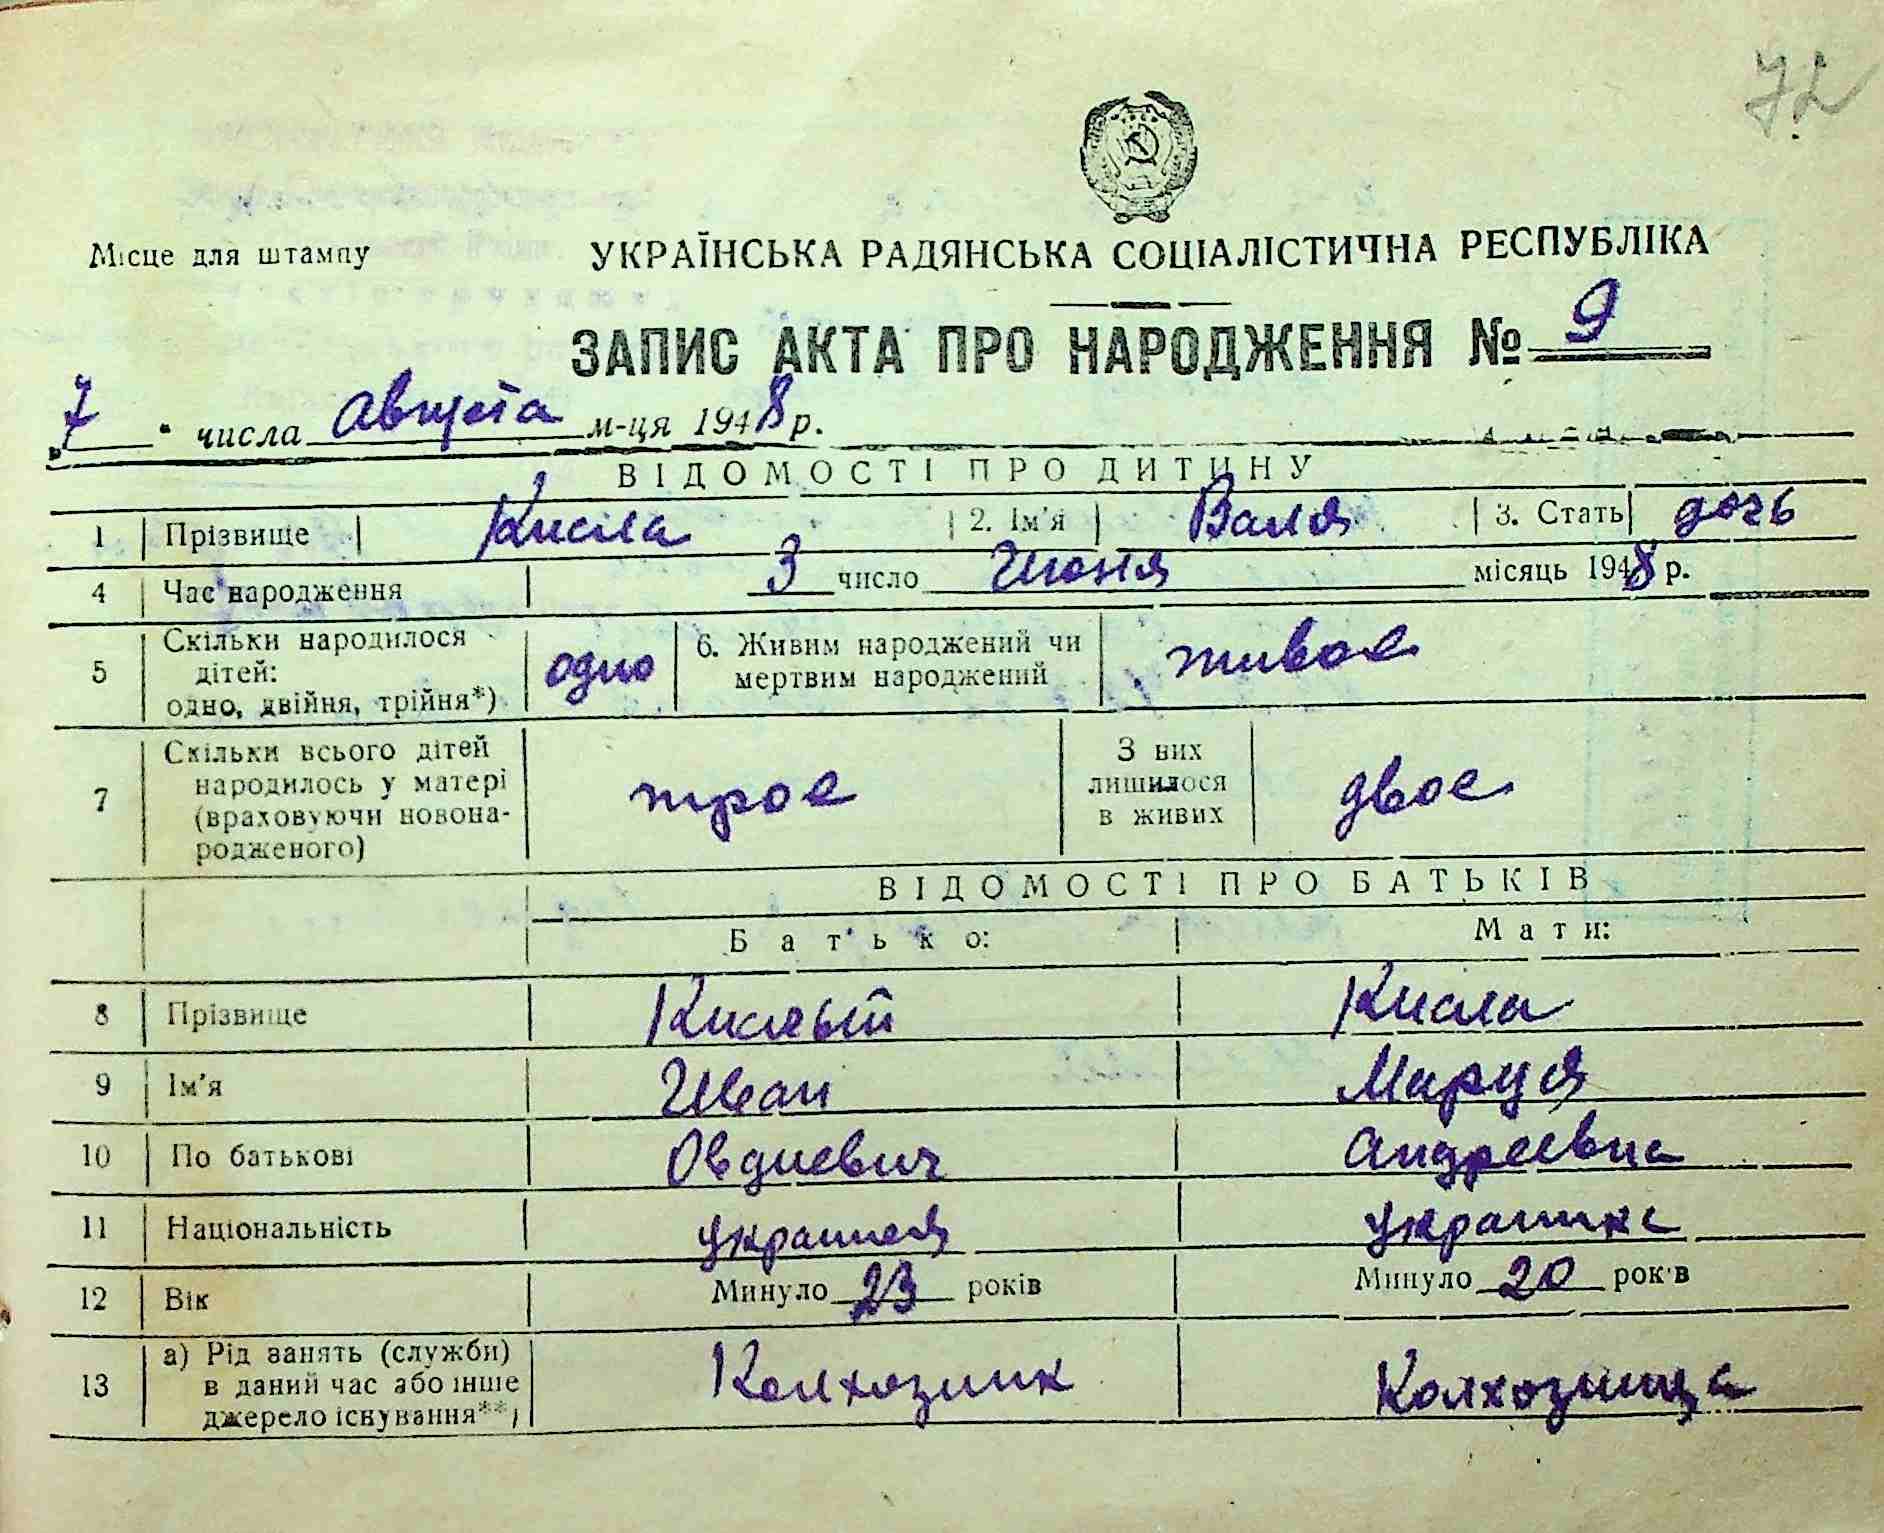 72
Місце для штампу
УКРАЇНСЬКА РАДЯНСЬКА СОЦІАЛІСТИЧНА РЕСПУБЛІКА
ЗАПИС АКТА ПРО НАРОДЖЕННЯ № 9
„7“ числа Августа м-ця 1948 р.
ВІДОМОСТІ ПРО ДИТИНУ
1 Прізвище Кисла 2. Ім'я Валя 3. Стать дочь
4 Час народження 3 число Июня місяць 1948 р.
5 Скільки народилося дітей: одно, двійня, трійня*) одно 6. Живим народжений чи мертвим народжений живое
7 Скільки всього дітей народилось у матері (враховуючи новонародженого) трое З них лишилося в живих двое
ВІДОМОСТІ ПРО БАТЬКІВ
Батько: Мати:
8 Прізвище Кислый Кисла
9 Ім'я Иван Маруся
10 По батькові Овдиевич Андреевна
11 Національність украинец украинка
12 Вік Минуло 23 років Минуло 20 років
13 а) Рід занять (служби) в даний час або інше джерело існування**) Колхозник Колхозница